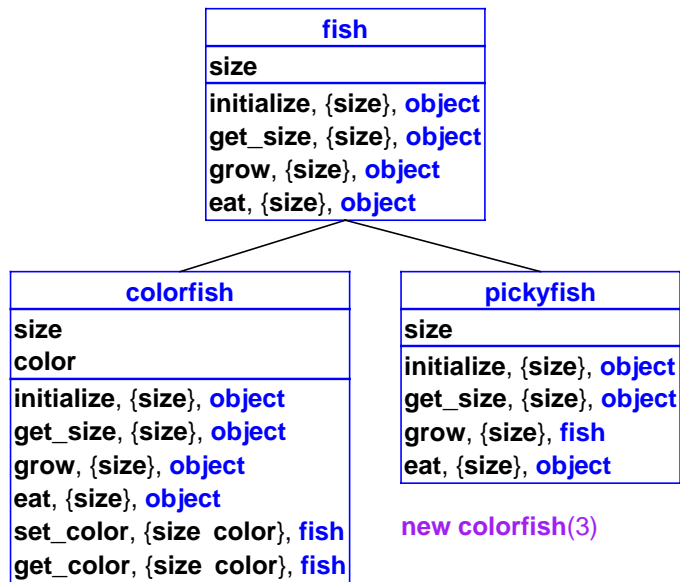 fish
size
initialize, {size}, object
get_size, {size}, object
grow, {size}, object
eat, {size}, object
colorfish
size
color
initialize, {size}, object
get_size, {size}, object
grow, {size}, object
eat, {size}, object
set_color, {size color}, fish
get_color, {size color}, fish
pickyfish
size
initialize, {size}, object
get_size, {size}, object
grow, {size}, fish
eat, {size}, object
new colorfish(3)